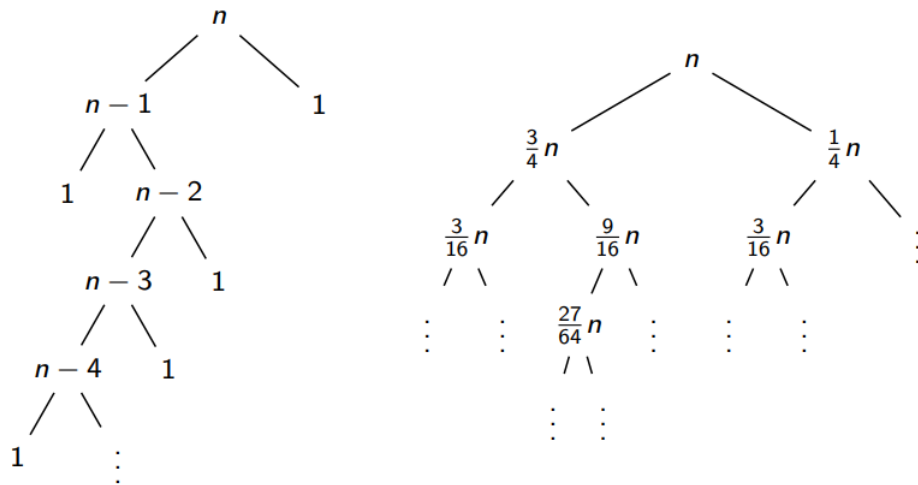 n
n − 1
1
1
n − 2
n − 3
1
n − 4
1
1
⋮
n
3/4 n
1/4 n
3/16 n
9/16 n
3/16 n
⋮
⋮
⋮
27/64 n
⋮
⋮
⋮
⋮
⋮